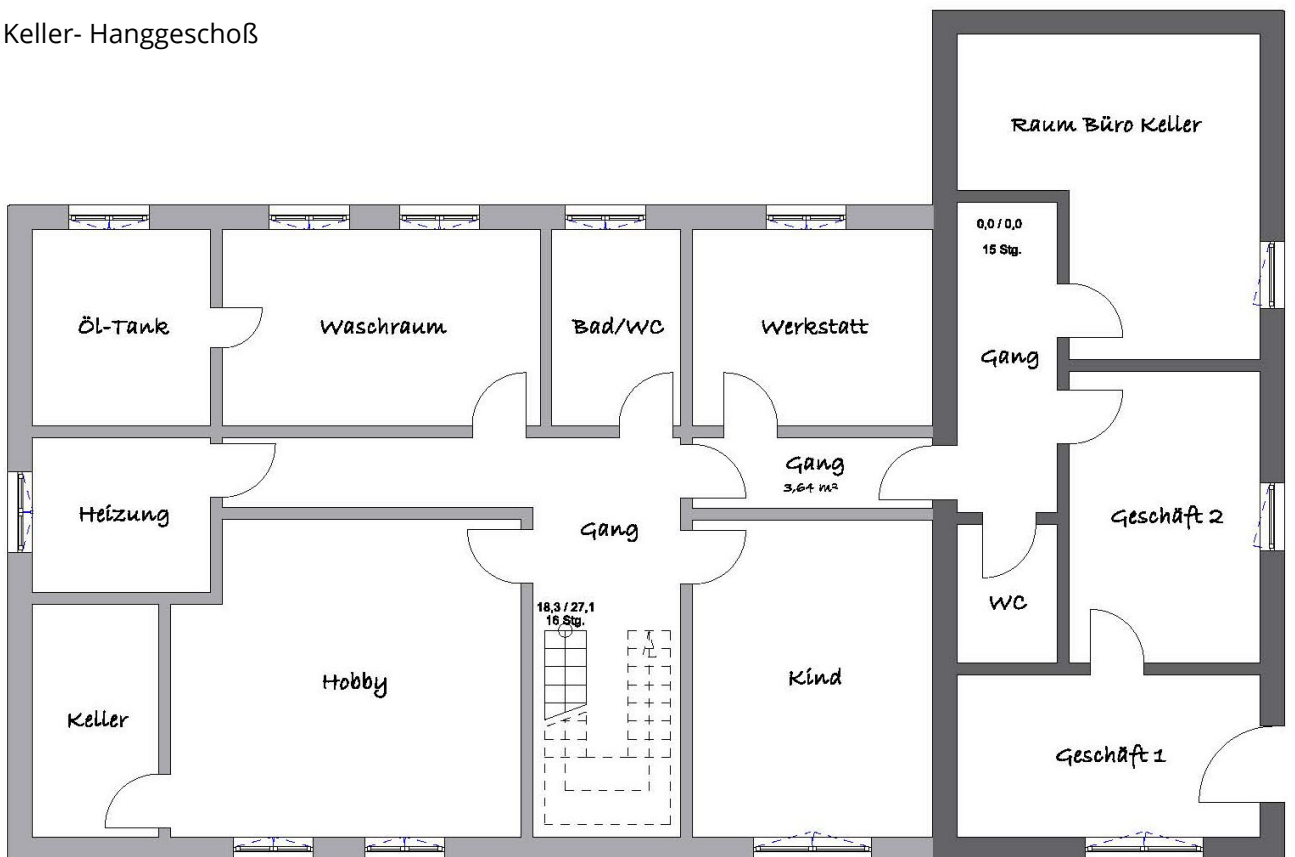 Keller- Hanggeschoß
Raum Büro Keller
0,0 / 0,0
15 Stg.
Öl-Tank
Waschraum
Bad/WC
Werkstatt
Gang
Gang
3,64 m²
Heizung
Gang
Geschäft 2
WC
18,3 / 27,1
16 Stg.
Hobby
Kind
Keller
Geschäft 1